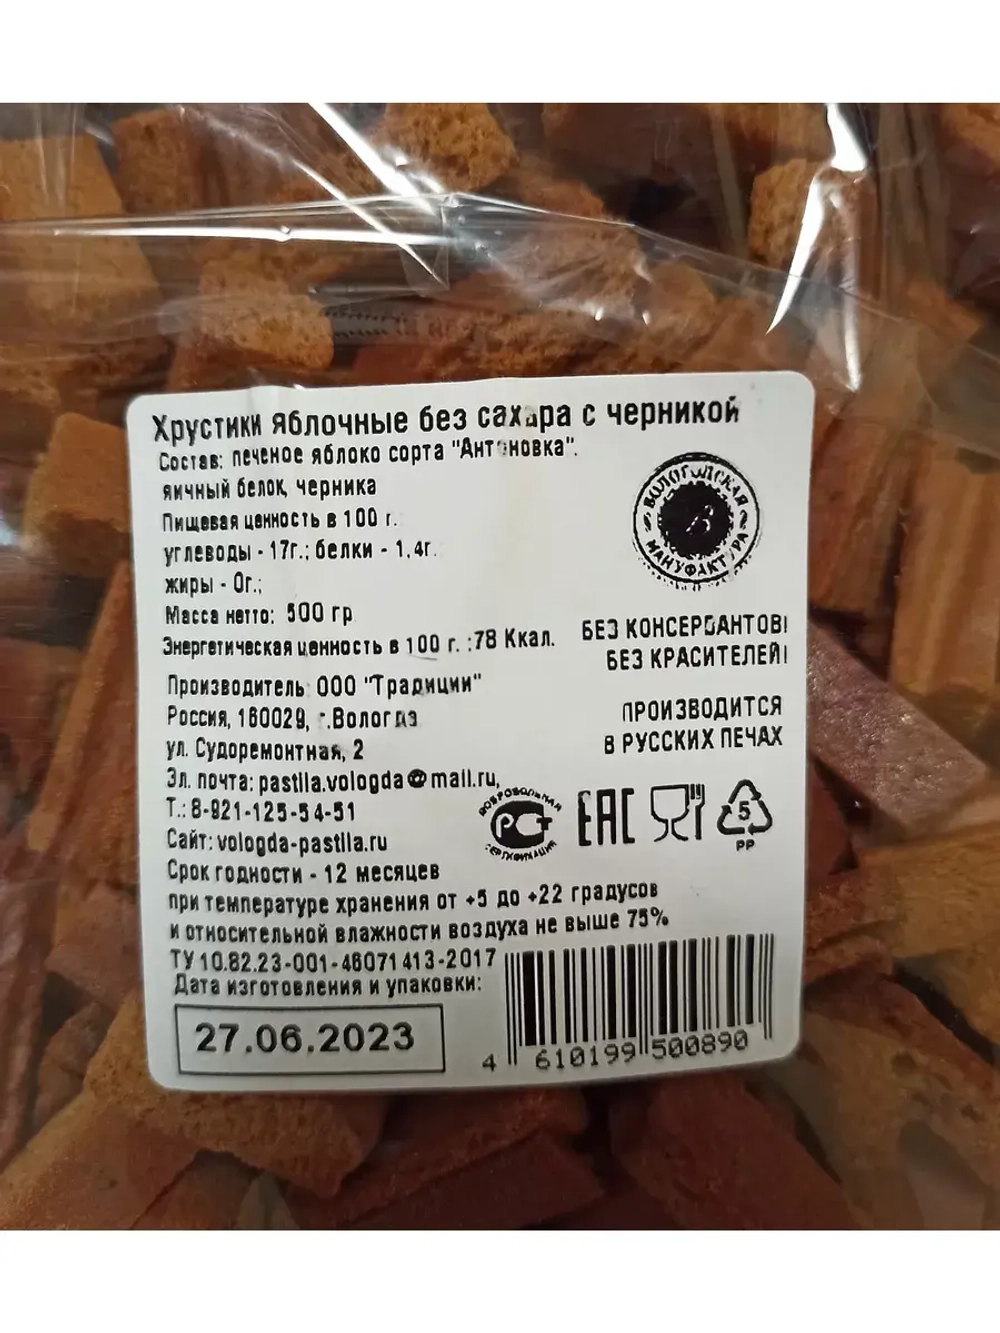 Хрустики яблочные без сахара с черникой
Состав: печеное яблоко сорта "Антоновка".
яичный белок, черника
Пищевая ценность в 100 г.
углеводы - 17г.; белки - 1,4г.
жиры - 0г.;
Масса нетто: 500 гр
Энергетическая ценность в 100 г. :78 Ккал.
ВОЛОГОДСКАЯ
МАНУФАКТУРА
БЕЗ КОНСЕРВАНТОВ!
БЕЗ КРАСИТЕЛЕЙ!
Производитель: ООО "Традиции"
Россия, 160029, г.Вологда
ул. Судоремонтная, 2
ПРОИЗВОДИТСЯ
В РУССКИХ ПЕЧАХ
Эл. почта: pastila.vologda@mail.ru,
Т.: 8-921-125-54-51
Сайт: vologda-pastila.ru
ДОБРОВОЛЬНАЯ
РСТ
СЕРТИФИКАЦИЯ
ЕАС
5
PP
Срок годности - 12 месяцев
при температуре хранения от +5 до +22 градусов
и относительной влажности воздуха не выше 75%
ТУ 10.82.23-001-46071413-2017
Дата изготовления и упаковки:
27.06.2023
4 610199 500890